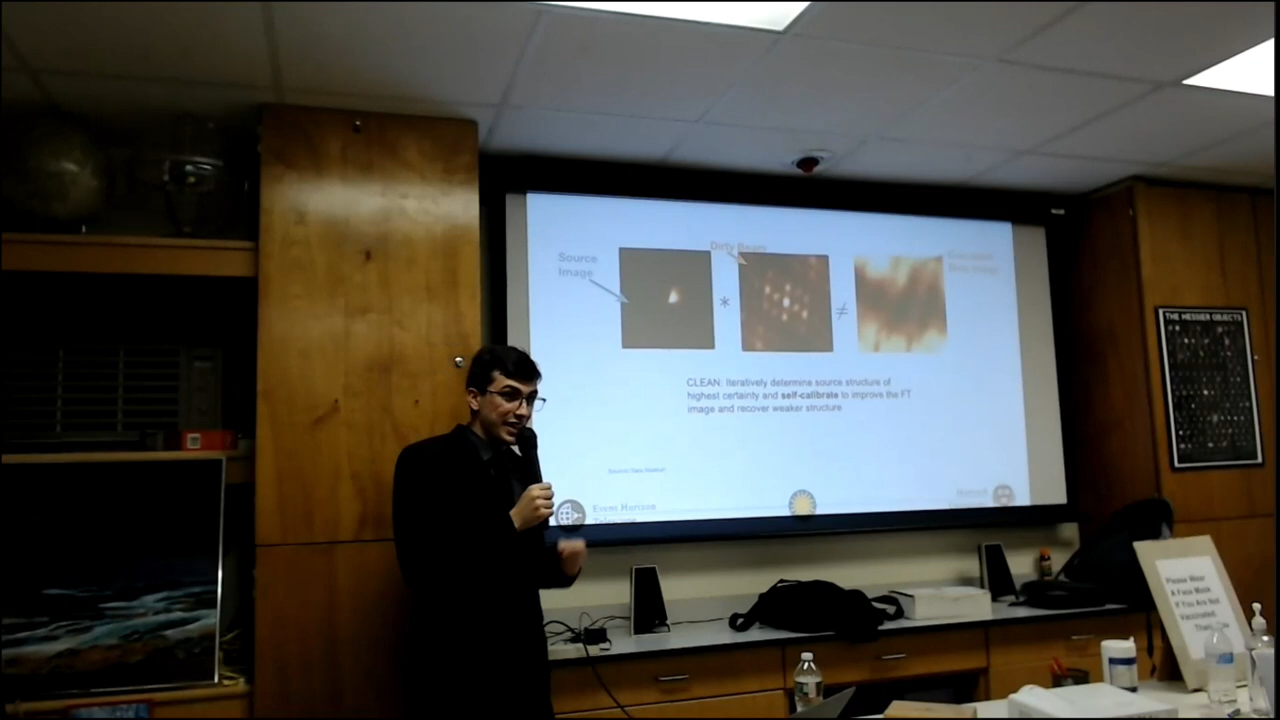 Dirty Beam
Source
Image
*
≠
CLEAN: Iteratively determine source structure of
highest certainty and self-calibrate to improve the FT
image and recover weaker structure
Event Horizon
Telescope
THE MESSIER OBJECTS
Please Wear
A Face Mask
If You Are Not
Vaccinated.